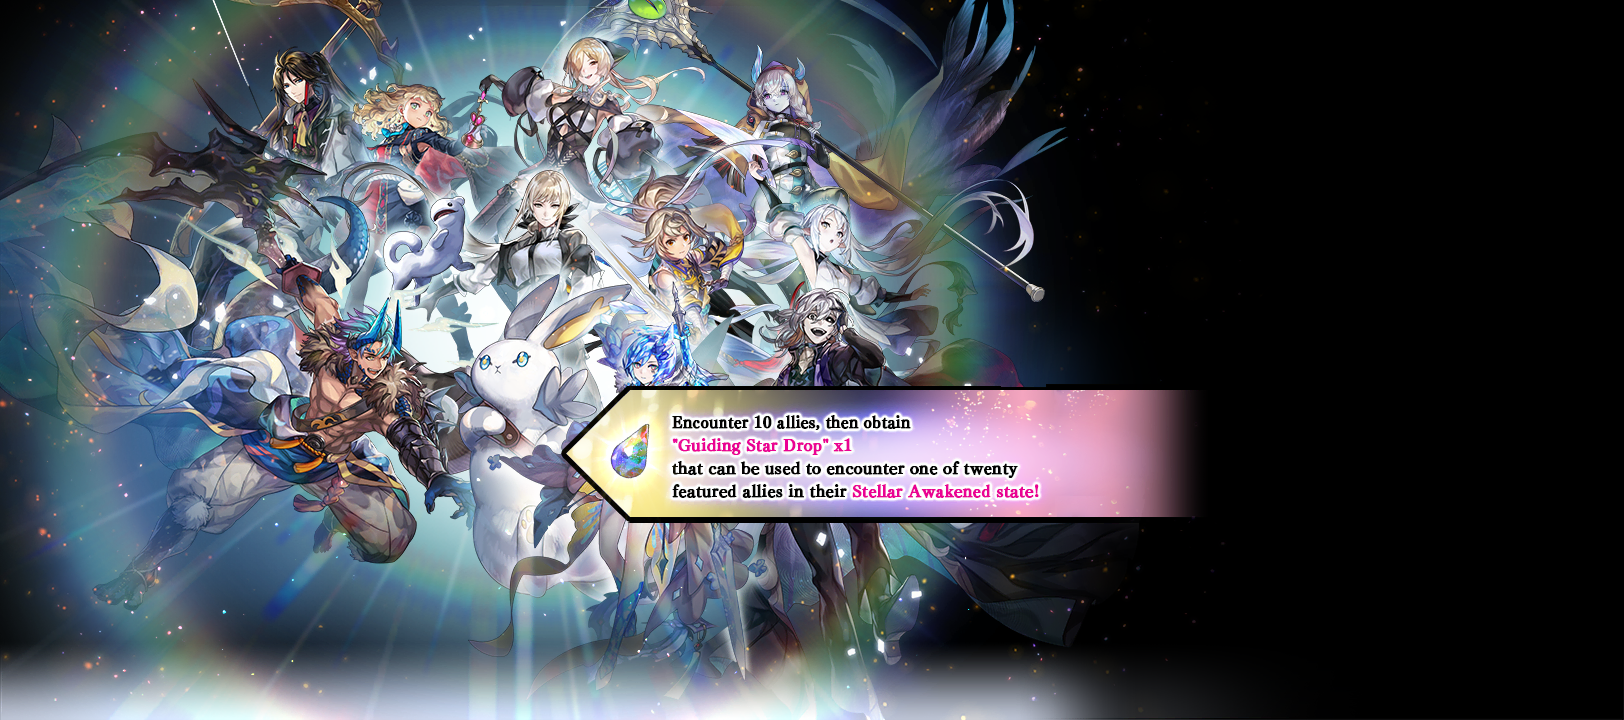 Encounter 10 allies, then obtain
"Guiding Star Drop" x1
that can be used to encounter one of twenty
featured allies in their Stellar Awakened state!